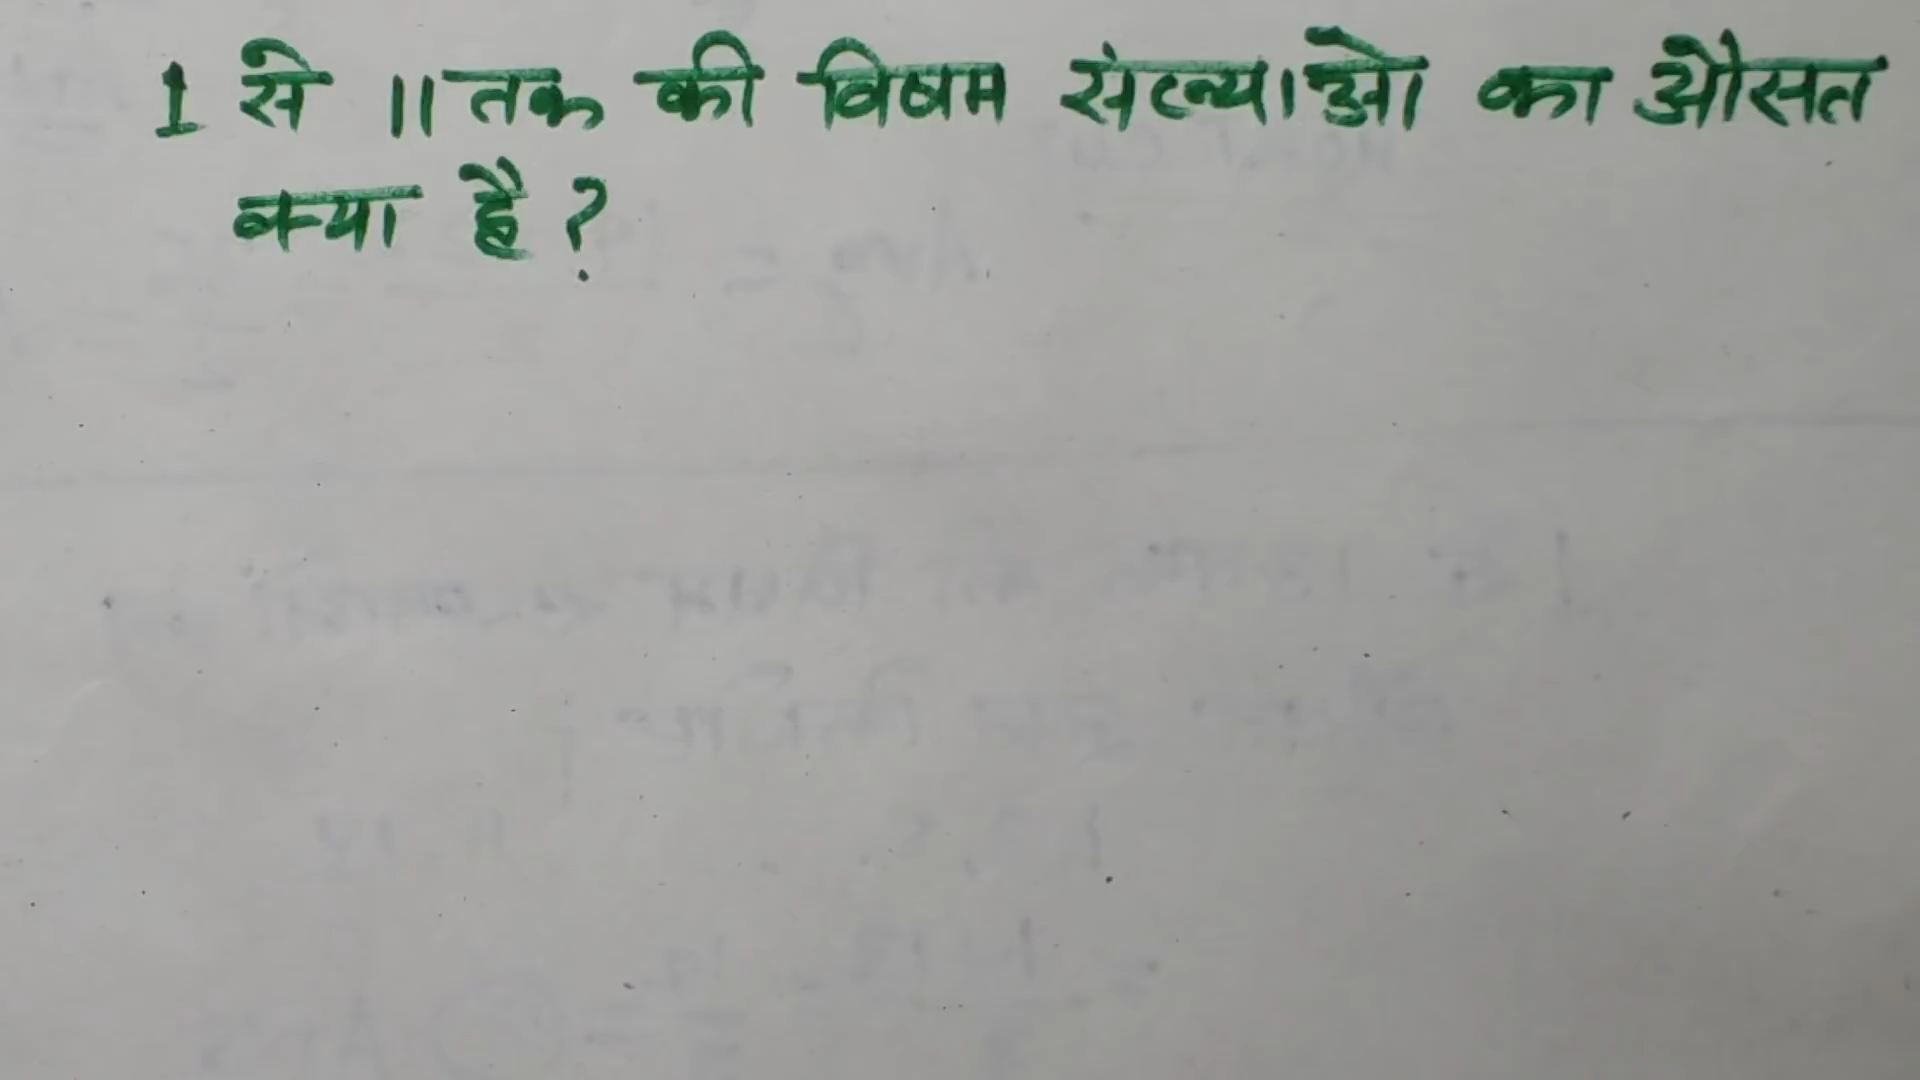 1 से 11 तक की विषम संख्याओ का औसत
क्या है ?